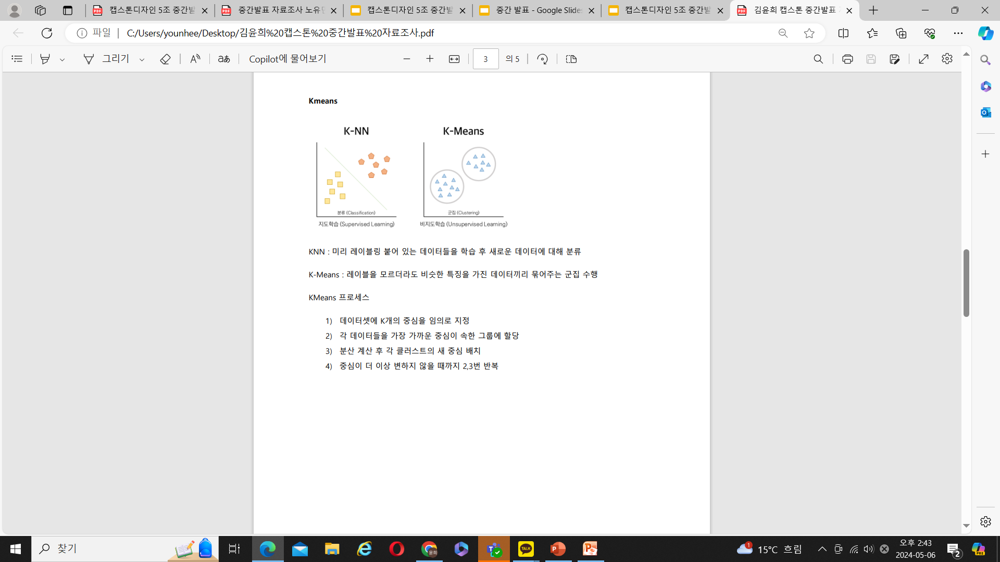 캡스톤디자인 5조 중간발
중간발표 자료조사 노유민
캡스톤디자인 5조 중간발
중간 발표 - Google Slides
캡스톤디자인 5조 중간발
김윤희 캡스톤 중간발표
파일
C:/Users/younhee/Desktop/김윤희%20캡스톤%20중간발표%20자료조사.pdf
그리기
aあ
Copilot에 물어보기
3 의 5
Kmeans
K-NN
K-Means
분류 (Classification)
군집 (Clustering)
지도학습 (Supervised Learning)
비지도학습 (Unsupervised Learning)
KNN : 미리 레이블링 붙어 있는 데이터들을 학습 후 새로운 데이터에 대해 분류
K-Means : 레이블을 모르더라도 비슷한 특징을 가진 데이터끼리 묶어주는 군집 수행
KMeans 프로세스
1) 데이터셋에 K개의 중심을 임의로 지정
2) 각 데이터들을 가장 가까운 중심이 속한 그룹에 할당
3) 분산 계산 후 각 클러스트의 새 중심 배치
4) 중심이 더 이상 변하지 않을 때까지 2,3번 반복
찾기
윤희
TALK
1
15°C 흐림
오후 2:43
2024-05-06
2
PRE